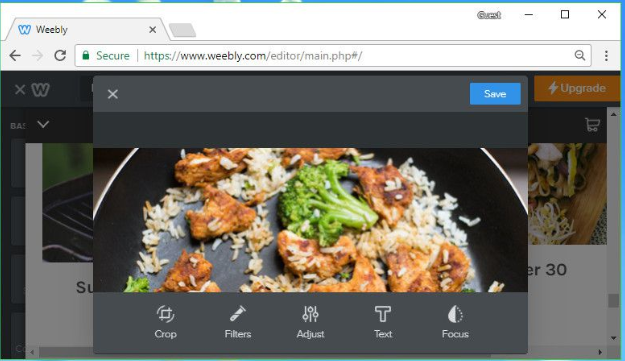 Guest
Weebly
Secure https://www.weebly.com/editor/main.php#/
Upgrade
Save
BAS
Su
er 30
Crop Filters Adjust Text Focus